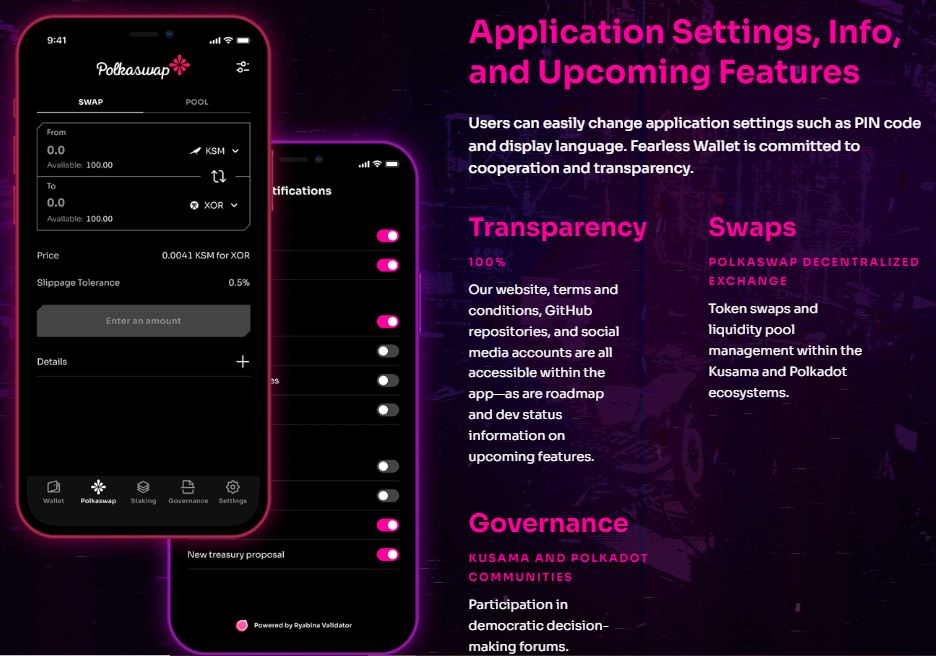 9:41
Polkaswap
SWAP
POOL
From
0.0
KSM
Available: 100.00
To
0.0
XOR
Available: 100.00
Price
0.0041 KSM for XOR
Slippage Tolerance
0.5%
Enter an amount
Details
Wallet
Polkaswap
Staking
Governance
Settings
tifications
es
New treasury proposal
Powered by Ryabina Validator
Application Settings, Info,
and Upcoming Features
Users can easily change application settings such as PIN code
and display language. Fearless Wallet is committed to
cooperation and transparency.
Transparency
100%
Our website, terms and
conditions, GitHub
repositories, and social
media accounts are all
accessible within the
app—as are roadmap
and dev status
information on
upcoming features.
Swaps
POLKASWAP DECENTRALIZED
EXCHANGE
Token swaps and
liquidity pool
management within the
Kusama and Polkadot
ecosystems.
Governance
KUSAMA AND POLKADOT
COMMUNITIES
Participation in
democratic decision-
making forums.